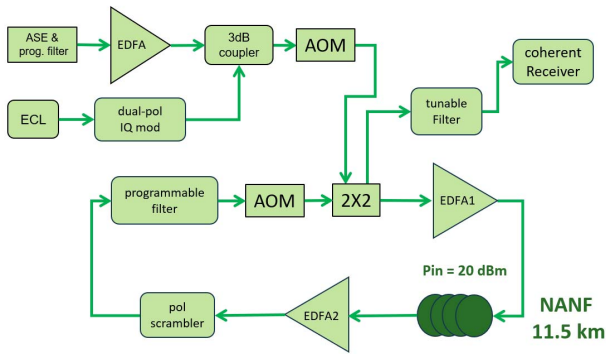 ASE &
prog. filter
EDFA
3dB
coupler
AOM
coherent
Receiver
tunable
Filter
ECL
dual-pol
IQ mod
programmable
filter
AOM
2X2
EDFA1
Pin = 20 dBm
NANF
11.5 km
pol
scrambler
EDFA2